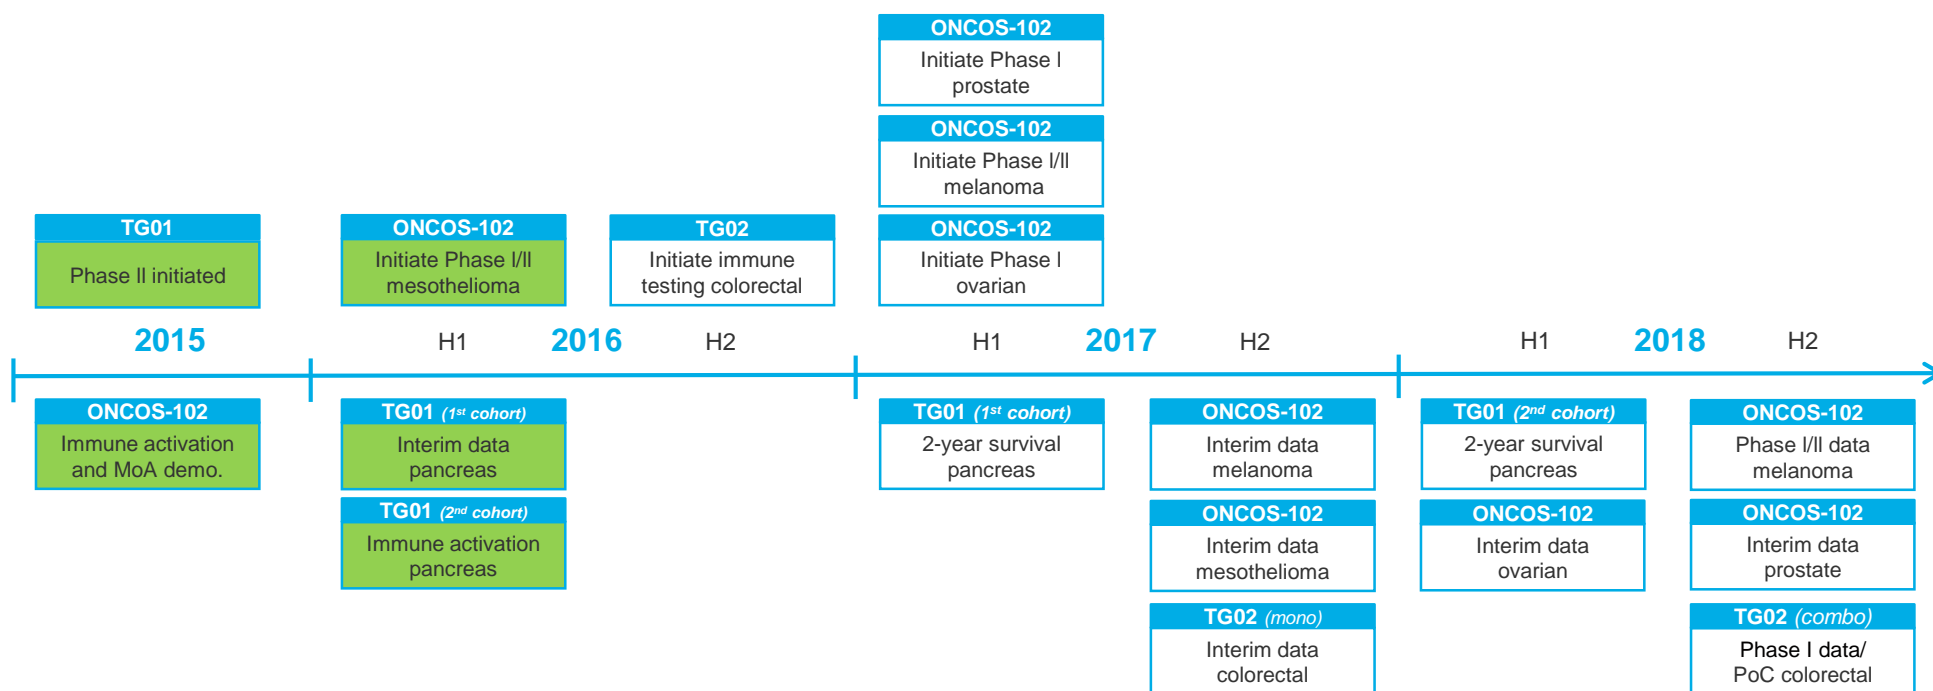 ONCOS-102
Initiate Phase I
prostate
ONCOS-102
Initiate Phase I/II
melanoma
TG01
Phase II initiated
ONCOS-102
Initiate Phase I/II
mesothelioma
TG02
Initiate immune
testing colorectal
ONCOS-102
Initiate Phase I
ovarian
2015
H1
2016
H2
H1
2017
H2
H1
2018
H2
ONCOS-102
Immune activation
and MoA demo.
TG01 (1st cohort)
Interim data
pancreas
TG01 (2nd cohort)
Immune activation
pancreas
TG01 (1st cohort)
2-year survival
pancreas
ONCOS-102
Interim data
melanoma
ONCOS-102
Interim data
mesothelioma
TG02 (mono)
Interim data
colorectal
TG01 (2nd cohort)
2-year survival
pancreas
ONCOS-102
Interim data
ovarian
ONCOS-102
Phase I/II data
melanoma
ONCOS-102
Interim data
prostate
TG02 (combo)
Phase I data/
PoC colorectal